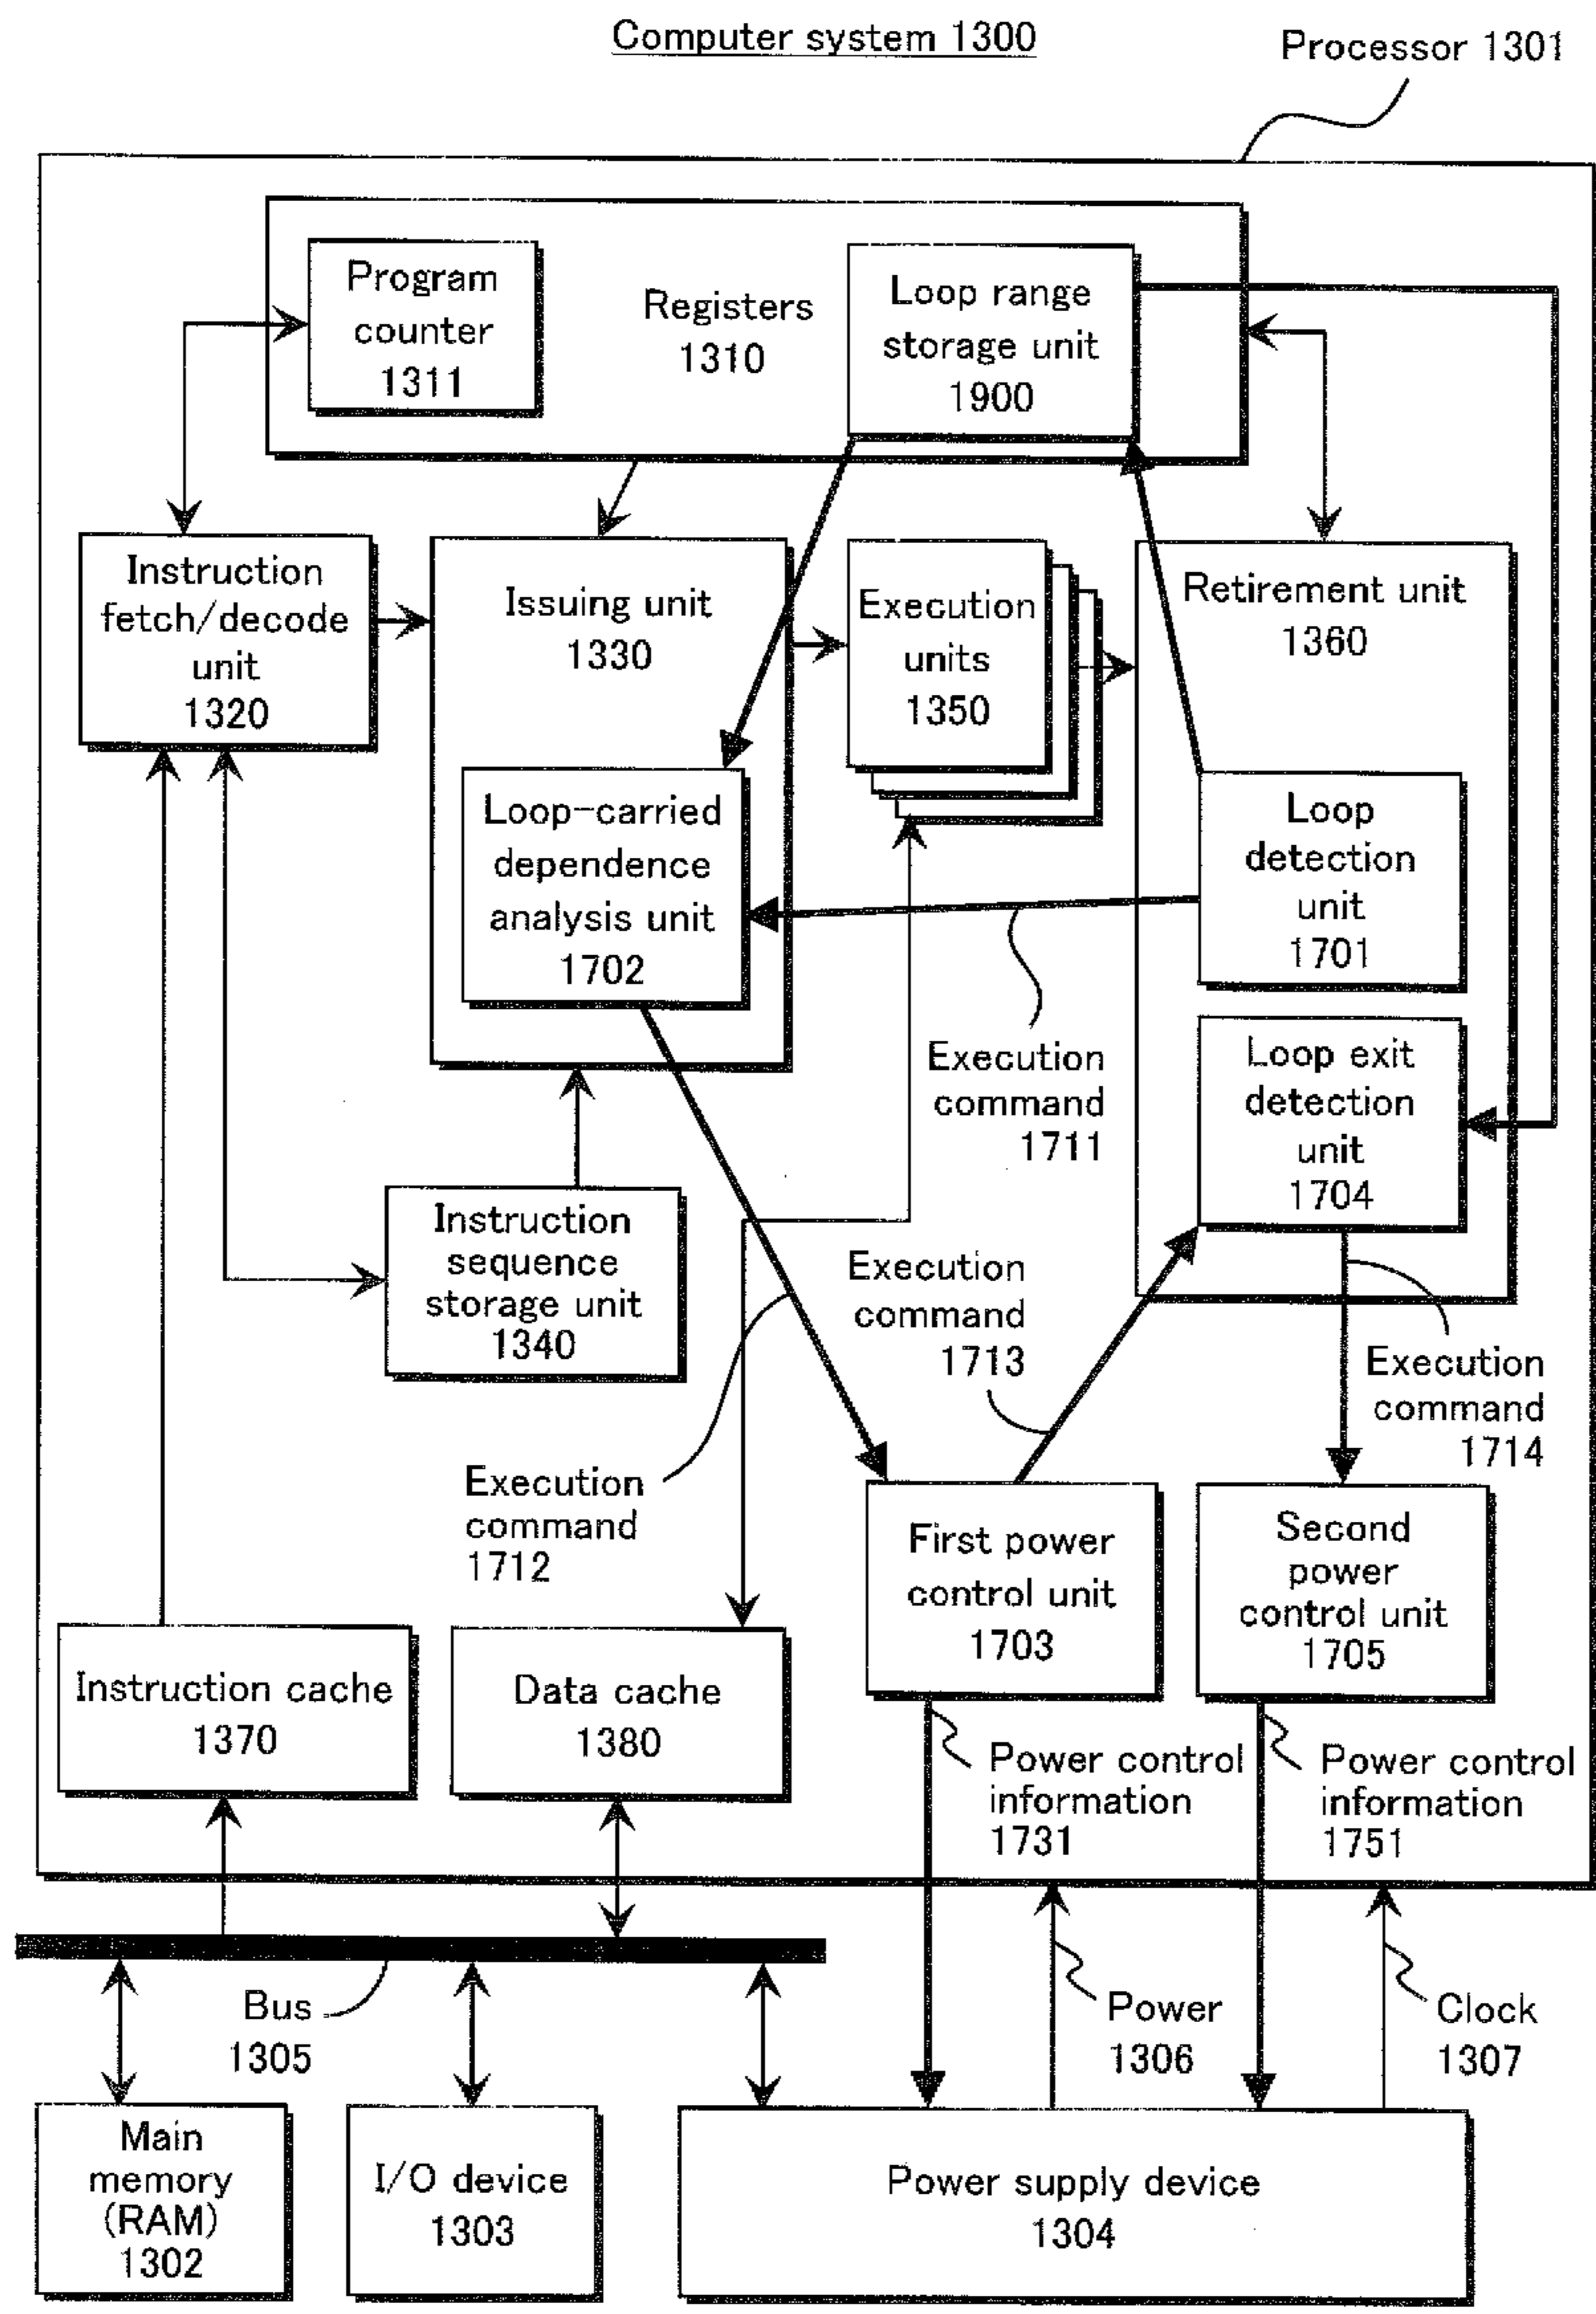 Computer system 1300
Processor 1301
Program
counter
1311
Registers
1310
Loop range
storage unit
1900
Instruction
fetch/decode
unit
1320
Issuing unit
1330
Execution
units
1350
Retirement unit
1360
Loop-carried
dependence
analysis unit
1702
Loop
detection
unit
1701
Execution
command
1711
Loop exit
detection
unit
1704
Instruction
sequence
storage unit
1340
Execution
command
1713
Execution
command
1714
Execution
command
1712
First power
control unit
1703
Second
power
control unit
1705
Instruction cache
1370
Data cache
1380
Power control
information
1731
Power control
information
1751
Bus
1305
Power
1306
Clock
1307
Main
memory
(RAM)
1302
I/O device
1303
Power supply device
1304